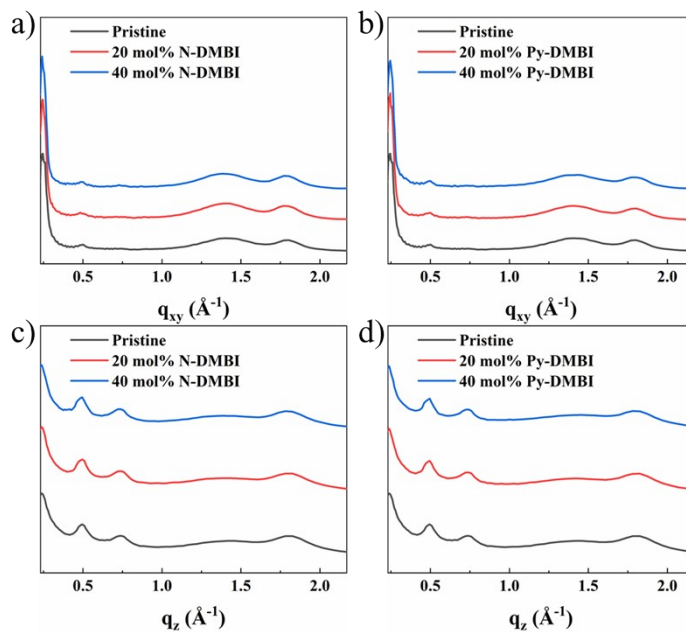 a)
Pristine
20 mol% N-DMBI
40 mol% N-DMBI
0.5 1.0 1.5 2.0
qxy (Å-1)
b)
Pristine
20 mol% Py-DMBI
40 mol% Py-DMBI
0.5 1.0 1.5 2.0
qxy (Å-1)
c)
Pristine
20 mol% N-DMBI
40 mol% N-DMBI
0.5 1.0 1.5 2.0
qz (Å-1)
d)
Pristine
20 mol% Py-DMBI
40 mol% Py-DMBI
0.5 1.0 1.5 2.0
qz (Å-1)